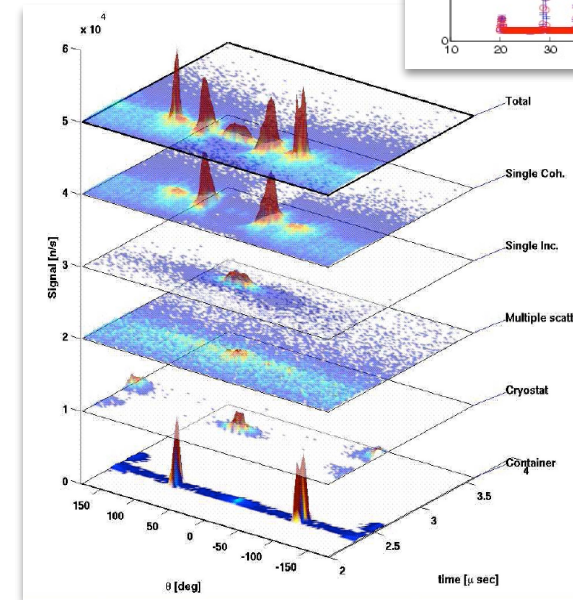 x 10
4
6
5
4
3
2
1
0
Signal [n/s]
0
10
20
30
Total
Single Coh.
Single Inc.
Multiple scatt
Cryostat
Container
4
3.5
3
2.5
2
150
100
50
0
-50
-100
-150
θ [deg]
time [μ sec]